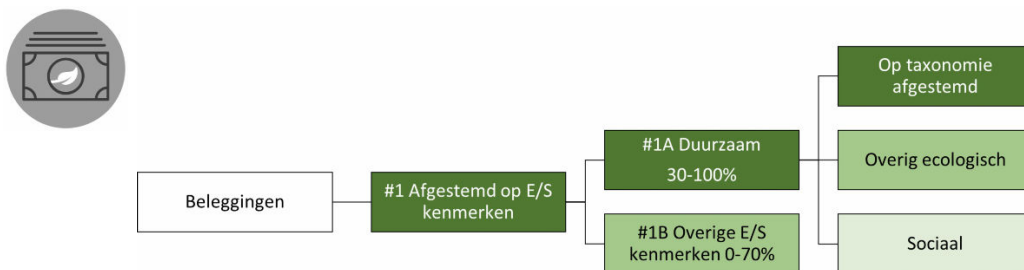 Beleggingen
#1 Afgestemd op E/S
kenmerken
#1A Duurzaam
30-100%
#1B Overige E/S
kenmerken 0-70%
Op taxonomie
afgestemd
Overig ecologisch
Sociaal